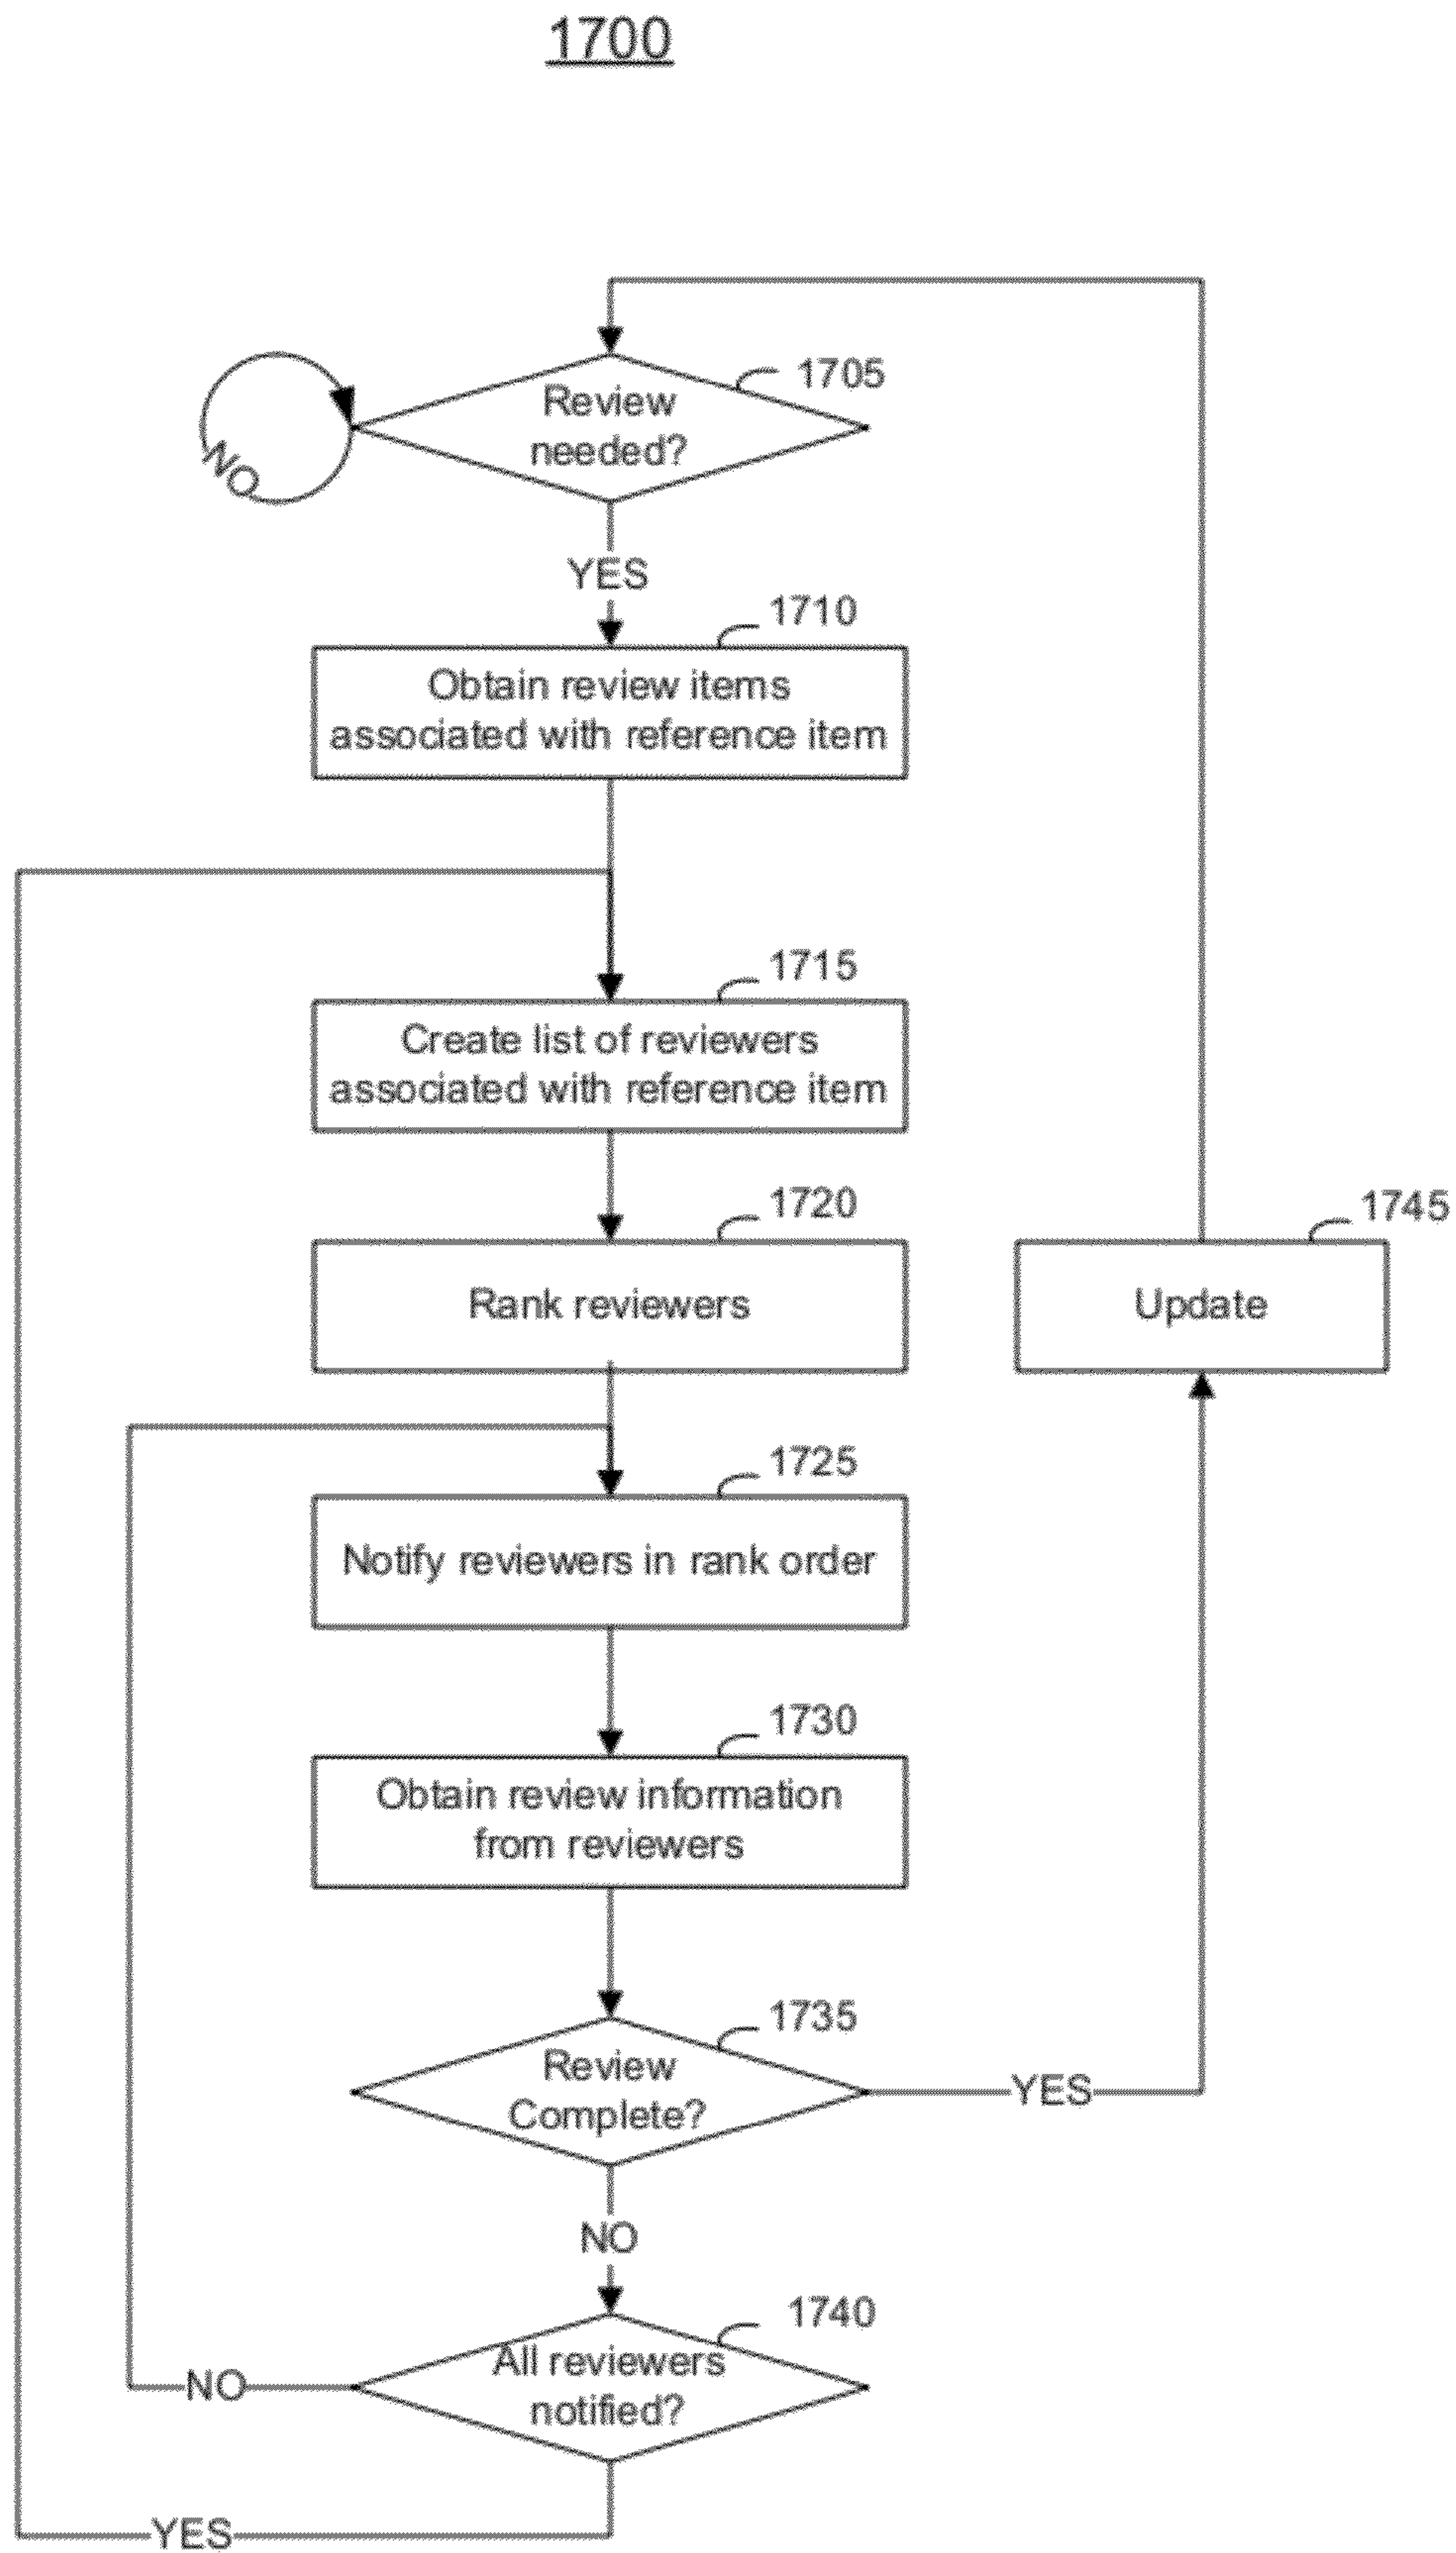 1700
1705
Review
needed?
NO
YES
1710
Obtain review items
associated with reference item
1715
Create list of reviewers
associated with reference item
1720
Rank reviewers
1745
Update
1725
Notify reviewers in rank order
1730
Obtain review information
from reviewers
1735
Review
Complete?
YES
NO
1740
All reviewers
notified?
NO
YES